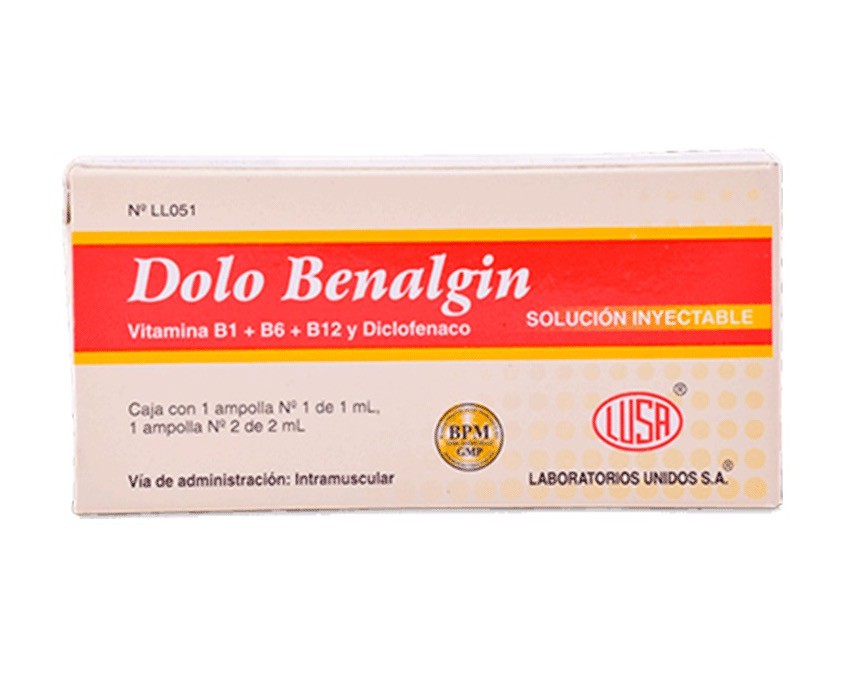 Nº LL051
Dolo Benalgin
Vitamina B1 + B6 + B12 y Diclofenaco
SOLUCIÓN INYECTABLE
Caja con 1 ampolla Nº 1 de 1 mL,
1 ampolla Nº 2 de 2 mL
BPM
GMP
LUSA ®
Vía de administración: Intramuscular
LABORATORIOS UNIDOS S.A.®